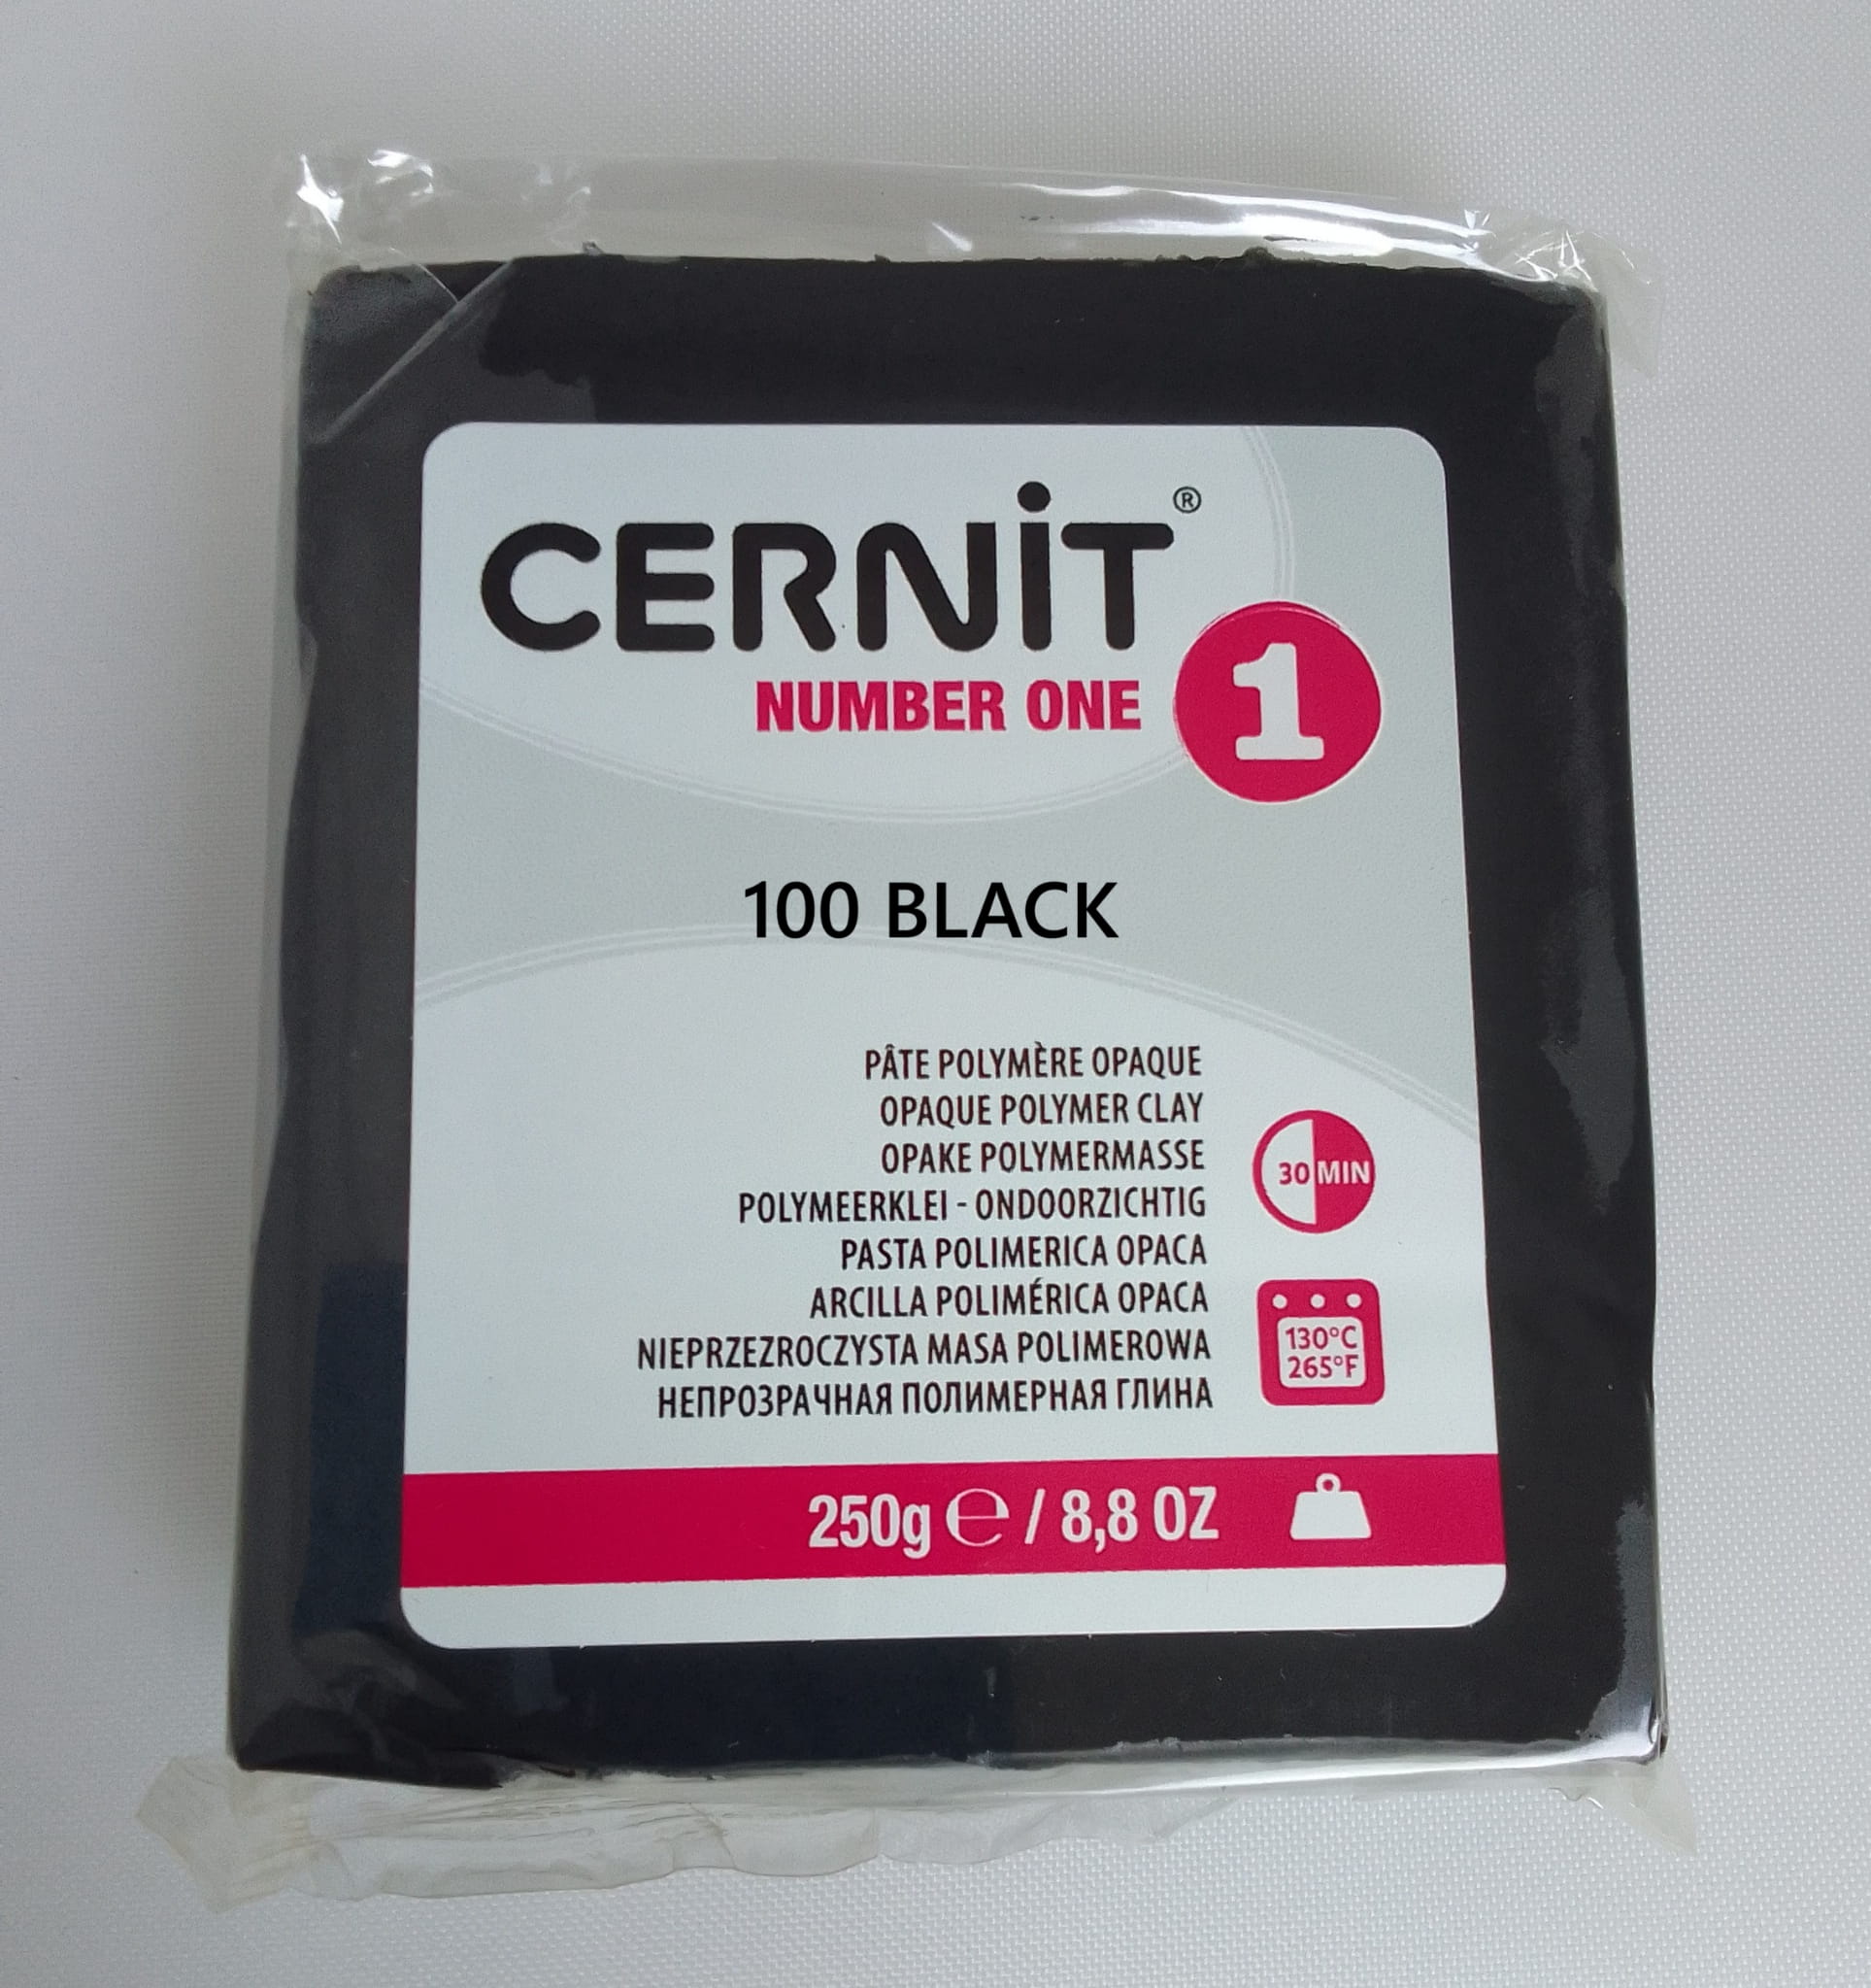 CERNiT®
NUMBER ONE
1
100 BLACK
PÂTE POLYMÈRE OPAQUE
OPAQUE POLYMER CLAY
OPAKE POLYMERMASSE
POLYMEERKLEI - ONDOORZICHTIG
PASTA POLIMERICA OPACA
ARCILLA POLIMÉRICA OPACA
NIEPRZEZROCZYSTA MASA POLIMEROWA
НЕПРОЗРАЧНАЯ ПОЛИМЕРНАЯ ГЛИНА
30 MIN
130°C
265°F
250g ℮ / 8,8 OZ